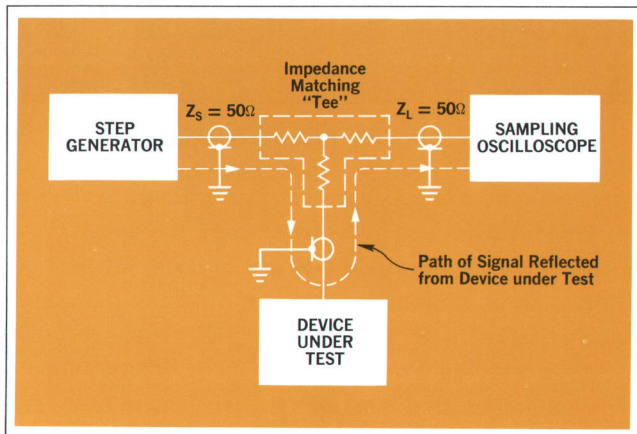 Impedance
Matching
"Tee"
Z_S = 50Ω
Z_L = 50Ω
STEP
GENERATOR
SAMPLING
OSCILLOSCOPE
Path of Signal Reflected
from Device under Test
DEVICE
UNDER
TEST